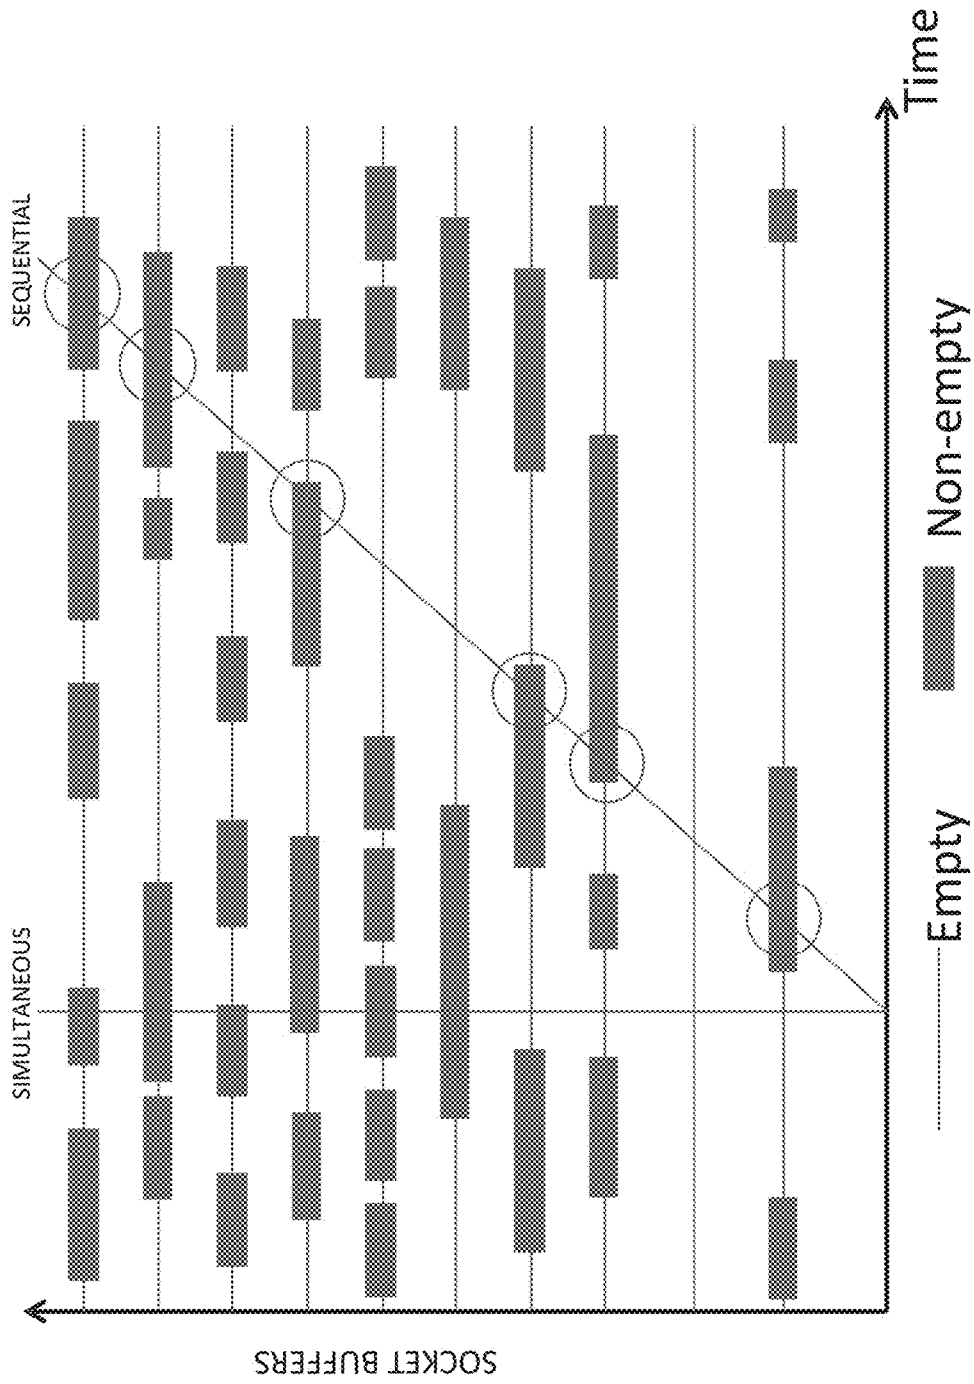 SIMULTANEOUS
SEQUENTIAL
SOCKET BUFFERS
Time
Empty
Non-empty